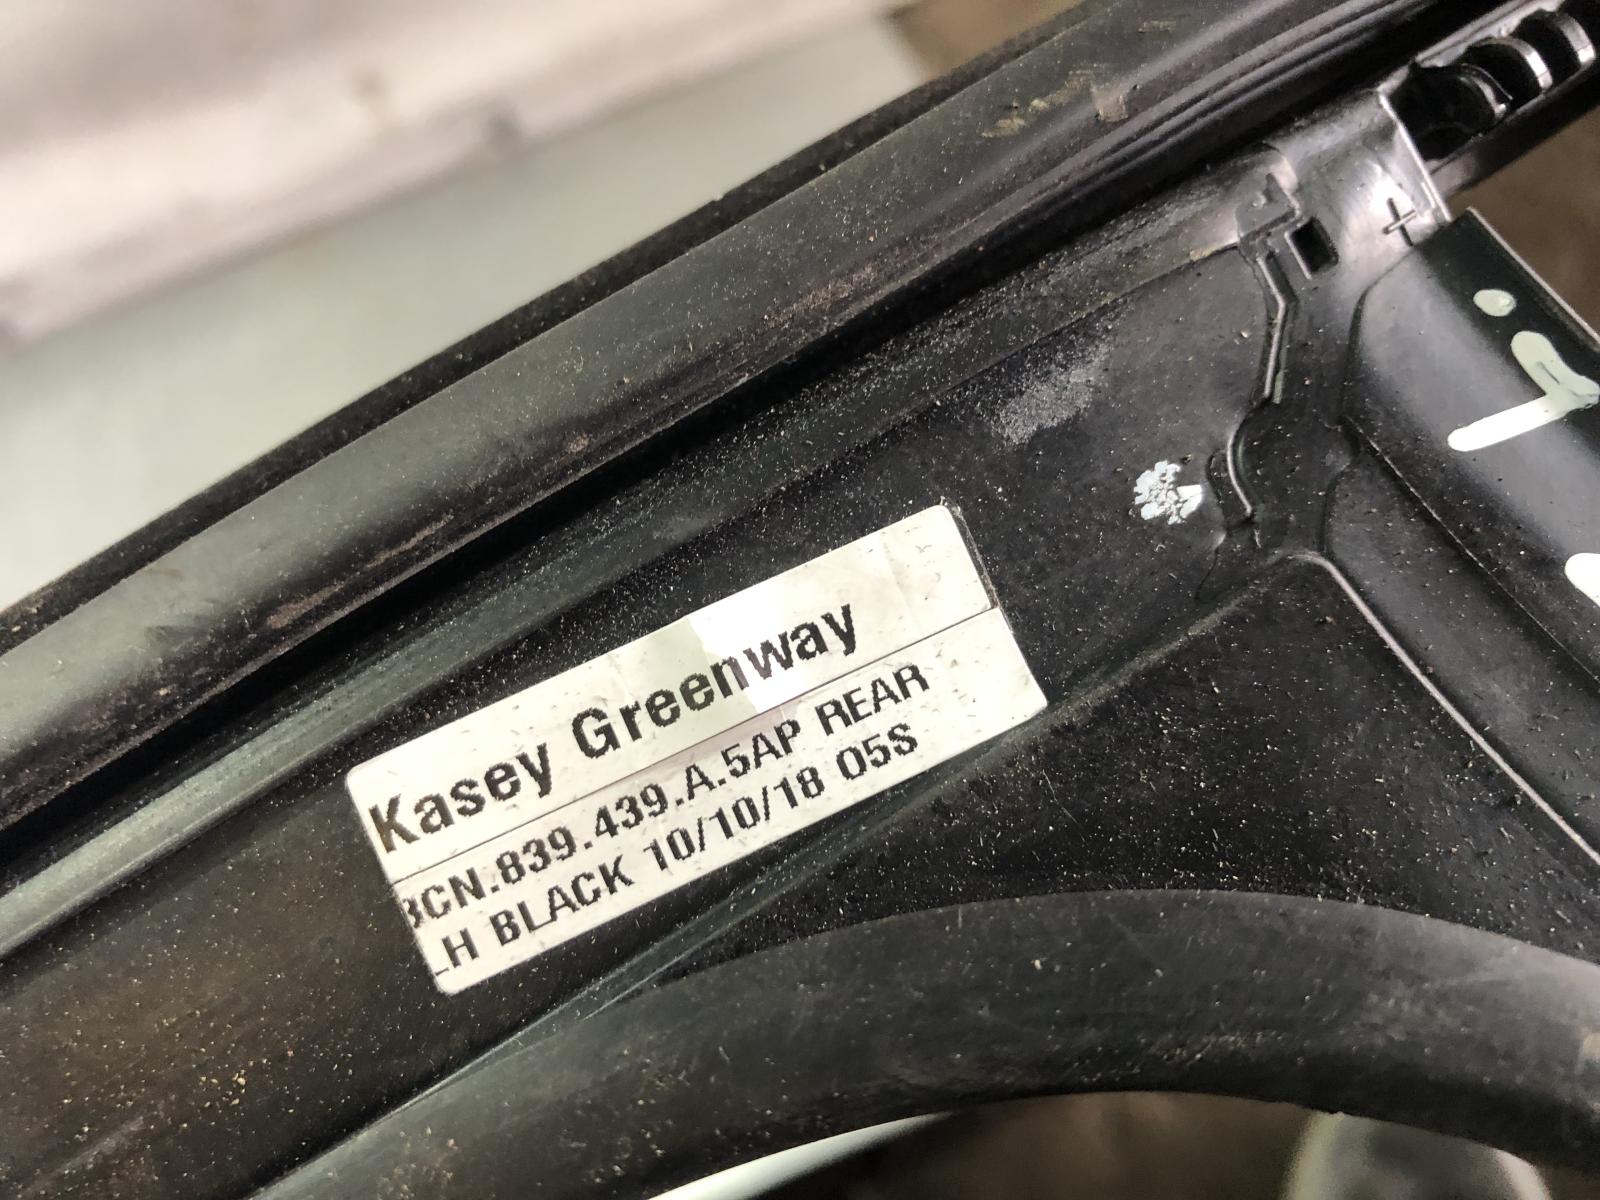 Kasey Greenway
3CN.839.439.A.5AP REAR
LH BLACK 10/10/18 05S